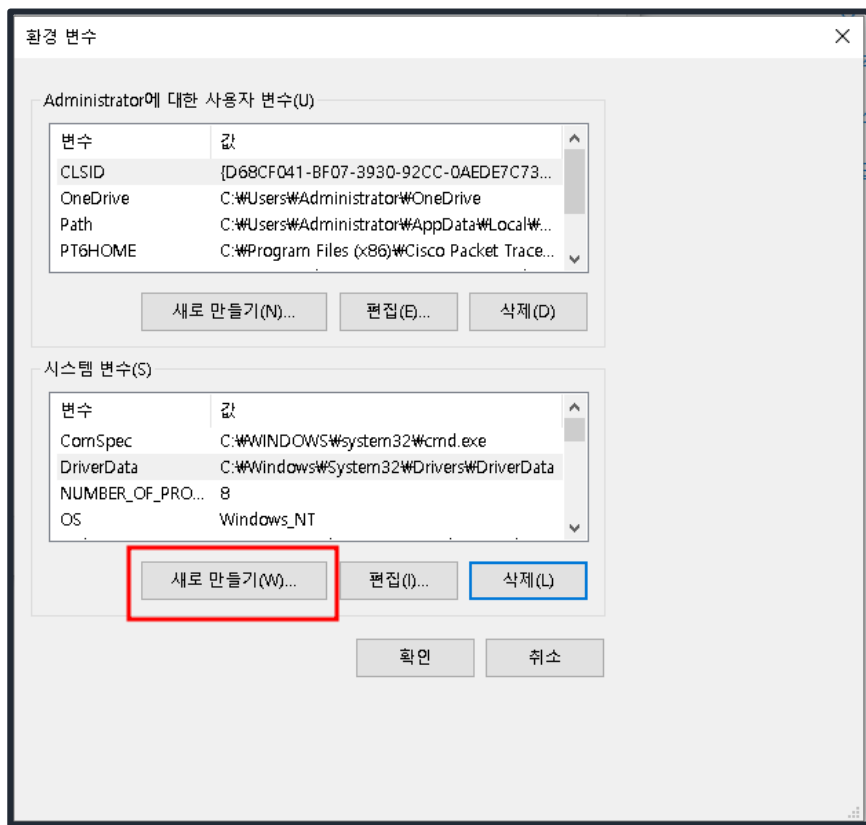 환경 변수
Administrator에 대한 사용자 변수(U)
변수 값
CLSID {D68CF041-BF07-3930-92CC-0AEDE7C73...
OneDrive C:₩Users₩Administrator₩OneDrive
Path C:₩Users₩Administrator₩AppData₩Local₩...
PT6HOME C:₩Program Files (x86)₩Cisco Packet Trace...
새로 만들기(N)... 편집(E)... 삭제(D)
시스템 변수(S)
변수 값
ComSpec C:₩WINDOWS₩system32₩cmd.exe
DriverData C:₩Windows₩System32₩Drivers₩DriverData
NUMBER_OF_PRO... 8
OS Windows_NT
새로 만들기(W)... 편집(I)... 삭제(L)
확인 취소